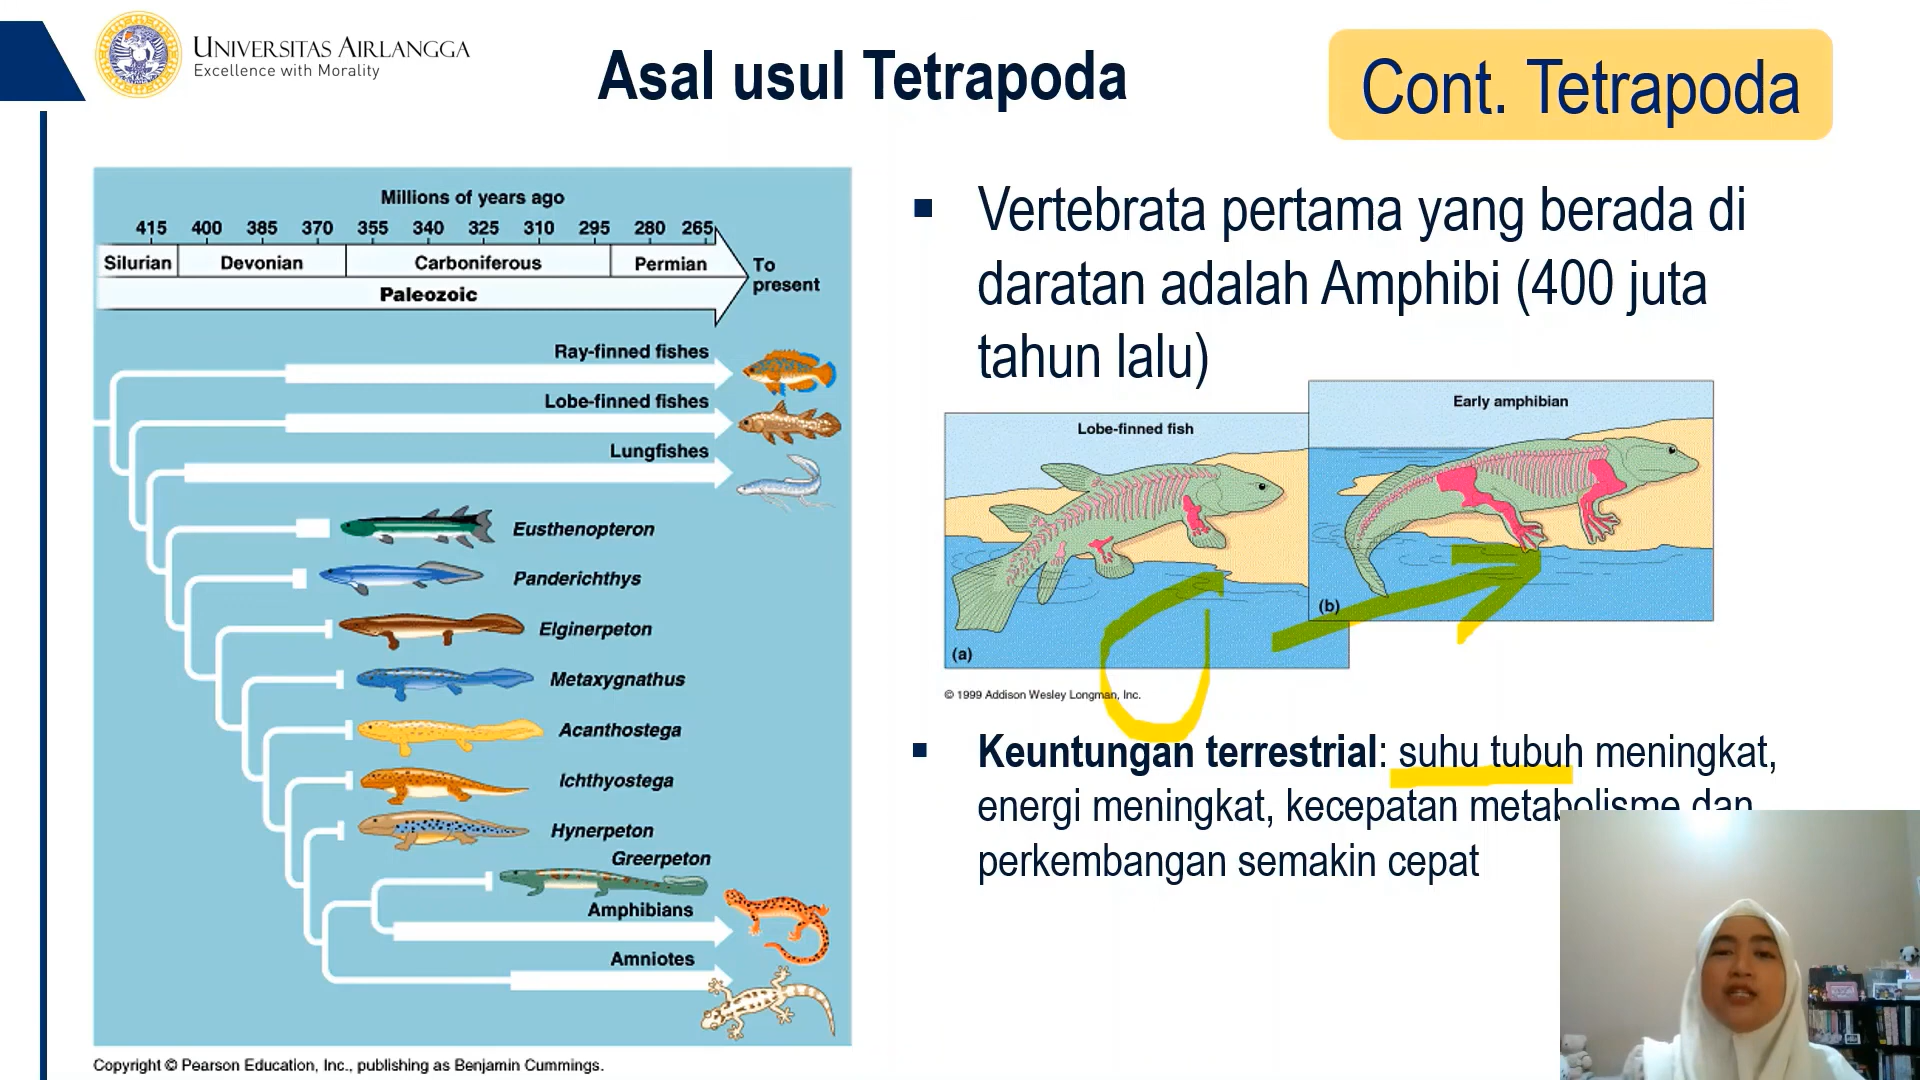 UNIVERSITAS AIRLANGGA
Excellence with Morality
Asal usul Tetrapoda
Cont. Tetrapoda
Millions of years ago
415 400 385 370 355 340 325 310 295 280 265
Silurian Devonian Carboniferous Permian
To
present
Paleozoic
Ray-finned fishes
Lobe-finned fishes
Lungfishes
Eusthenopteron
Panderichthys
Elginerpeton
Metaxygnathus
Acanthostega
Ichthyostega
Hynerpeton
Greerpeton
Amphibians
Amniotes
Copyright © Pearson Education, Inc., publishing as Benjamin Cummings.
▪ Vertebrata pertama yang berada di
daratan adalah Amphibi (400 juta
tahun lalu)
Lobe-finned fish
(a)
Early amphibian
(b)
© 1999 Addison Wesley Longman, Inc.
▪ Keuntungan terrestrial: suhu tubuh meningkat,
energi meningkat, kecepatan metabolisme dan
perkembangan semakin cepat